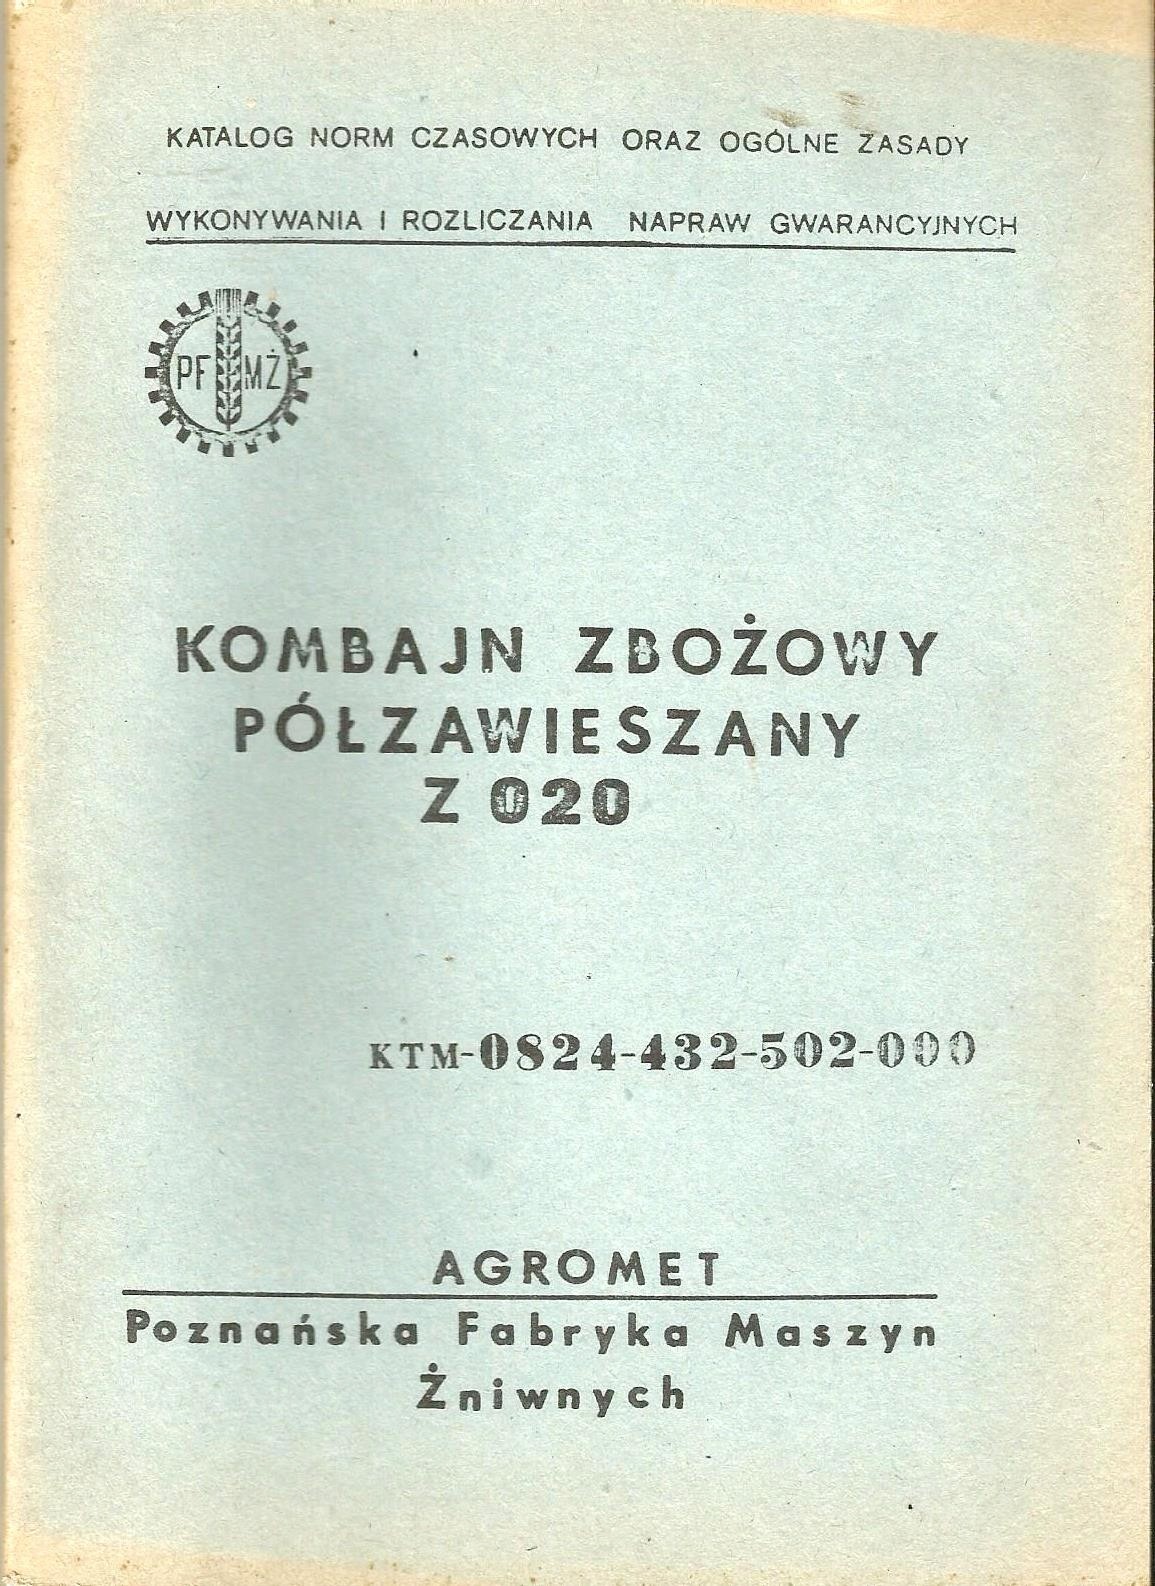 KATALOG NORM CZASOWYCH ORAZ OGÓLNE ZASADY
WYKONYWANIA I ROZLICZANIA NAPRAW GWARANCYJNYCH
PF MŻ
KOMBAJN ZBOŻOWY
PÓŁZAWIESZANY
Z 020
KTM-0824-432-502-000
AGROMET
Poznańska Fabryka Maszyn
Żniwnych